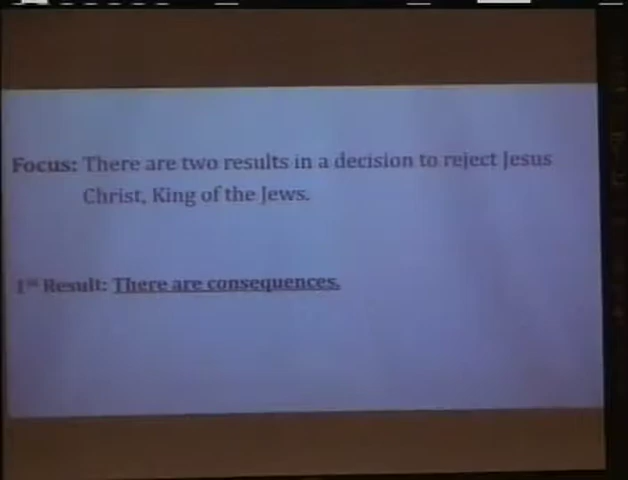 Focus: There are two results in a decision to reject Jesus
Christ, King of the Jews.
1st Result: There are consequences.